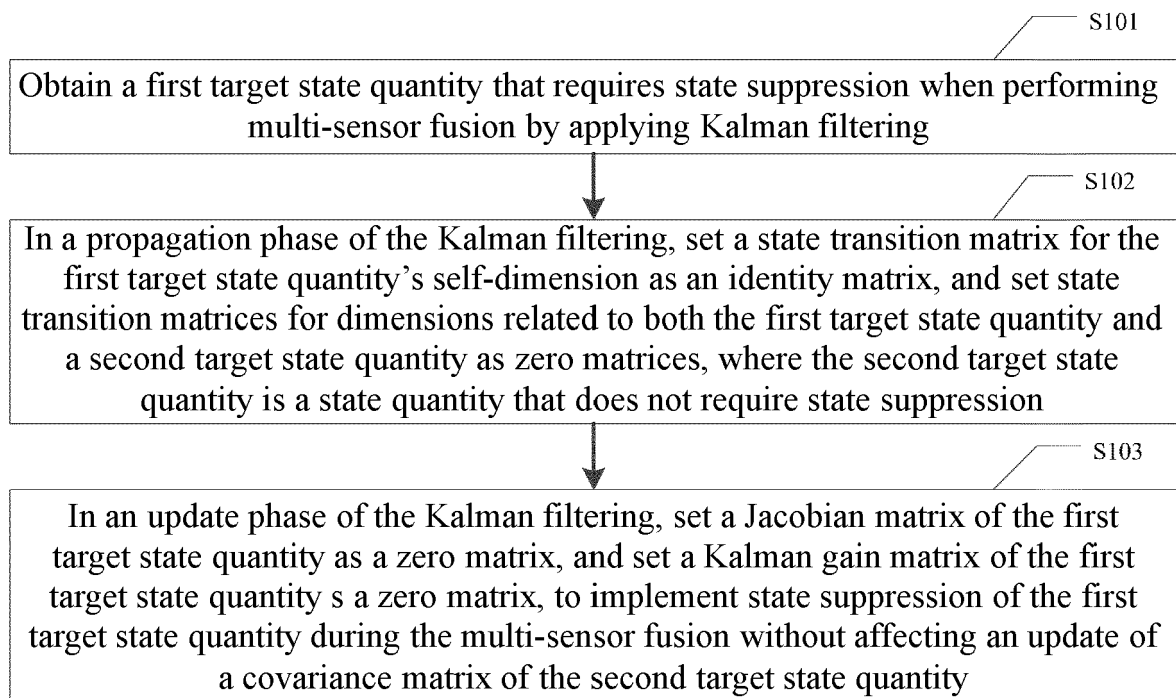 S101
Obtain a first target state quantity that requires state suppression when performing
multi-sensor fusion by applying Kalman filtering
S102
In a propagation phase of the Kalman filtering, set a state transition matrix for the
first target state quantity’s self-dimension as an identity matrix, and set state
transition matrices for dimensions related to both the first target state quantity and
a second target state quantity as zero matrices, where the second target state
quantity is a state quantity that does not require state suppression
S103
In an update phase of the Kalman filtering, set a Jacobian matrix of the first
target state quantity as a zero matrix, and set a Kalman gain matrix of the first
target state quantity s a zero matrix, to implement state suppression of the first
target state quantity during the multi-sensor fusion without affecting an update of
a covariance matrix of the second target state quantity